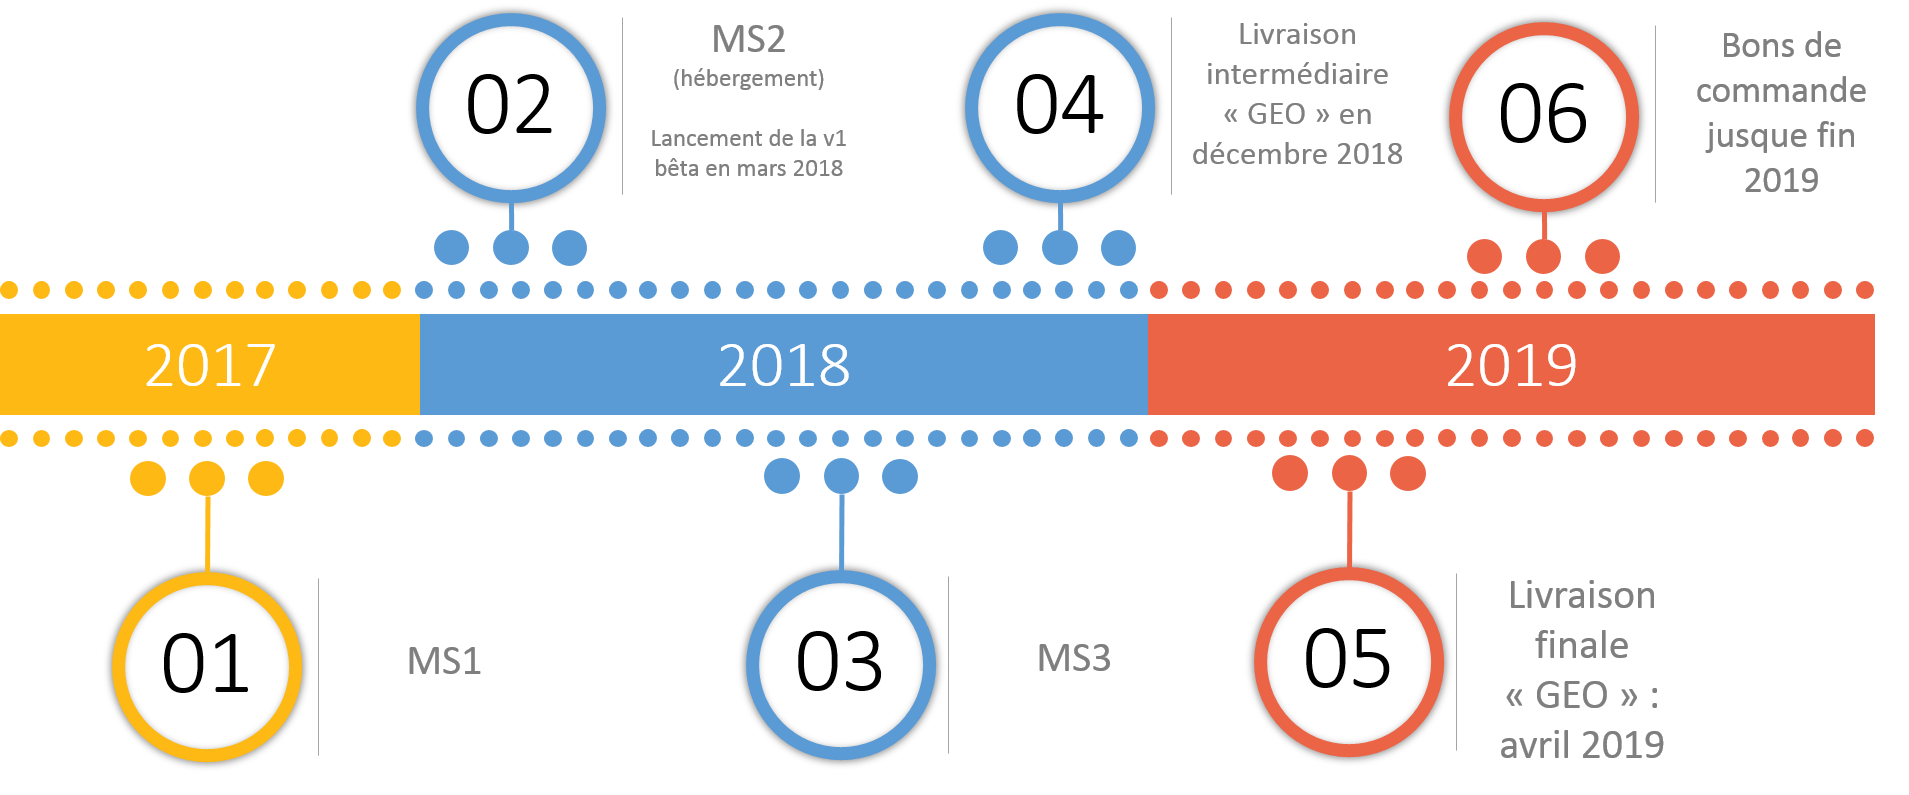 02
MS2
(hébergement)
Lancement de la v1
bêta en mars 2018
04
Livraison
intermédiaire
« GEO » en
décembre 2018
06
Bons de
commande
jusque fin
2019
2017
2018
2019
01
MS1
03
MS3
05
Livraison
finale
« GEO » :
avril 2019